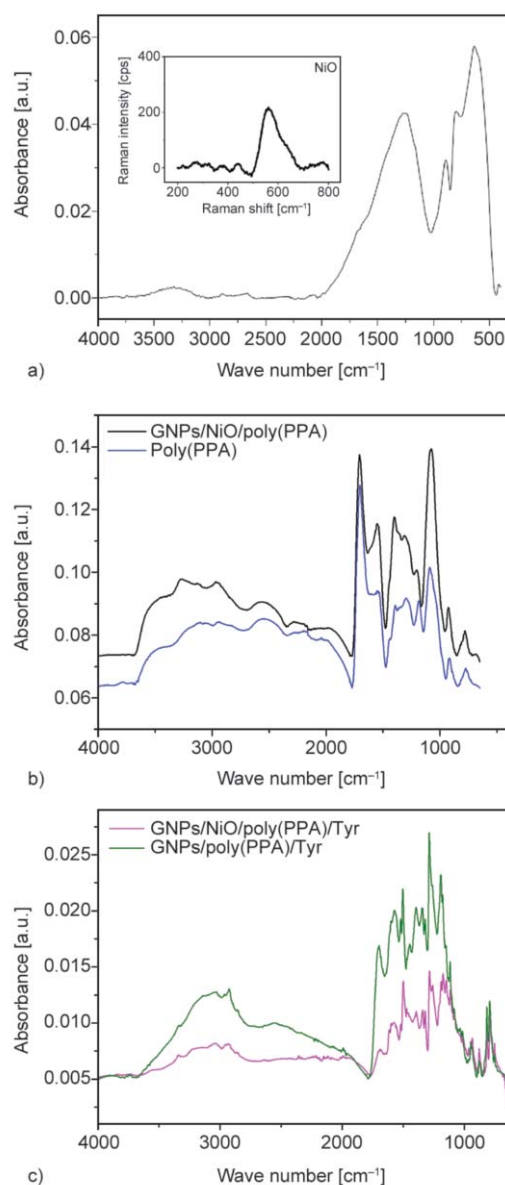 0.06
0.04
0.02
0.00
Absorbance [a.u.]
400
200
0
Raman intensity [cps]
NiO
200 400 600 800
Raman shift [cm–1]
4000 3500 3000 2500 2000 1500 1000 500
Wave number [cm–1]
a)
GNPs/NiO/poly(PPA)
Poly(PPA)
0.14
0.12
0.10
0.08
0.06
Absorbance [a.u.]
4000 3000 2000 1000
Wave number [cm–1]
b)
GNPs/NiO/poly(PPA)/Tyr
GNPs/poly(PPA)/Tyr
0.025
0.020
0.015
0.010
0.005
Absorbance [a.u.]
4000 3000 2000 1000
Wave number [cm–1]
c)